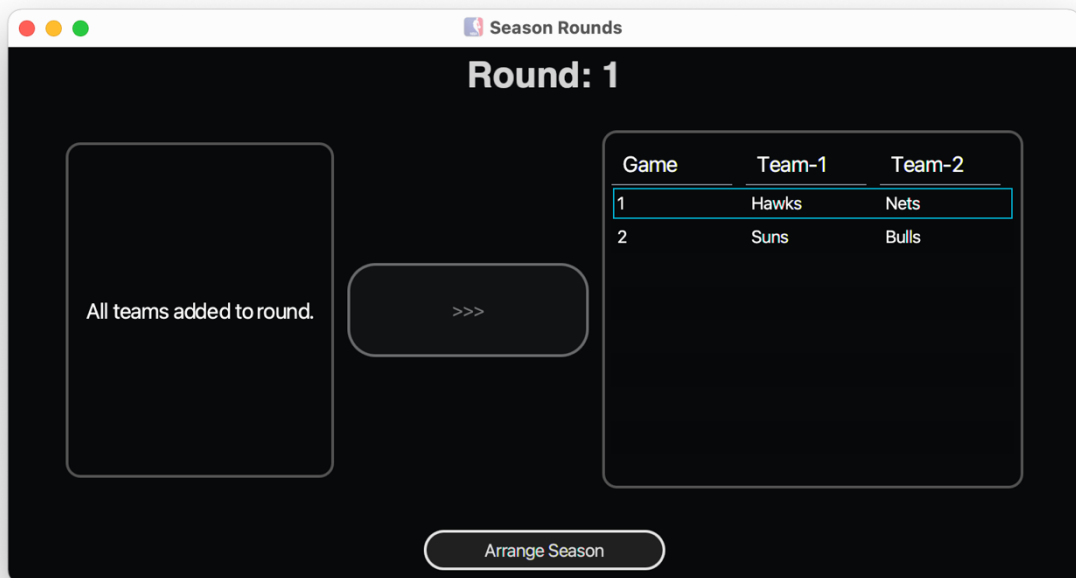 Season Rounds
Round: 1
Game Team-1 Team-2
1 Hawks Nets
2 Suns Bulls
All teams added to round.
>>>
Arrange Season